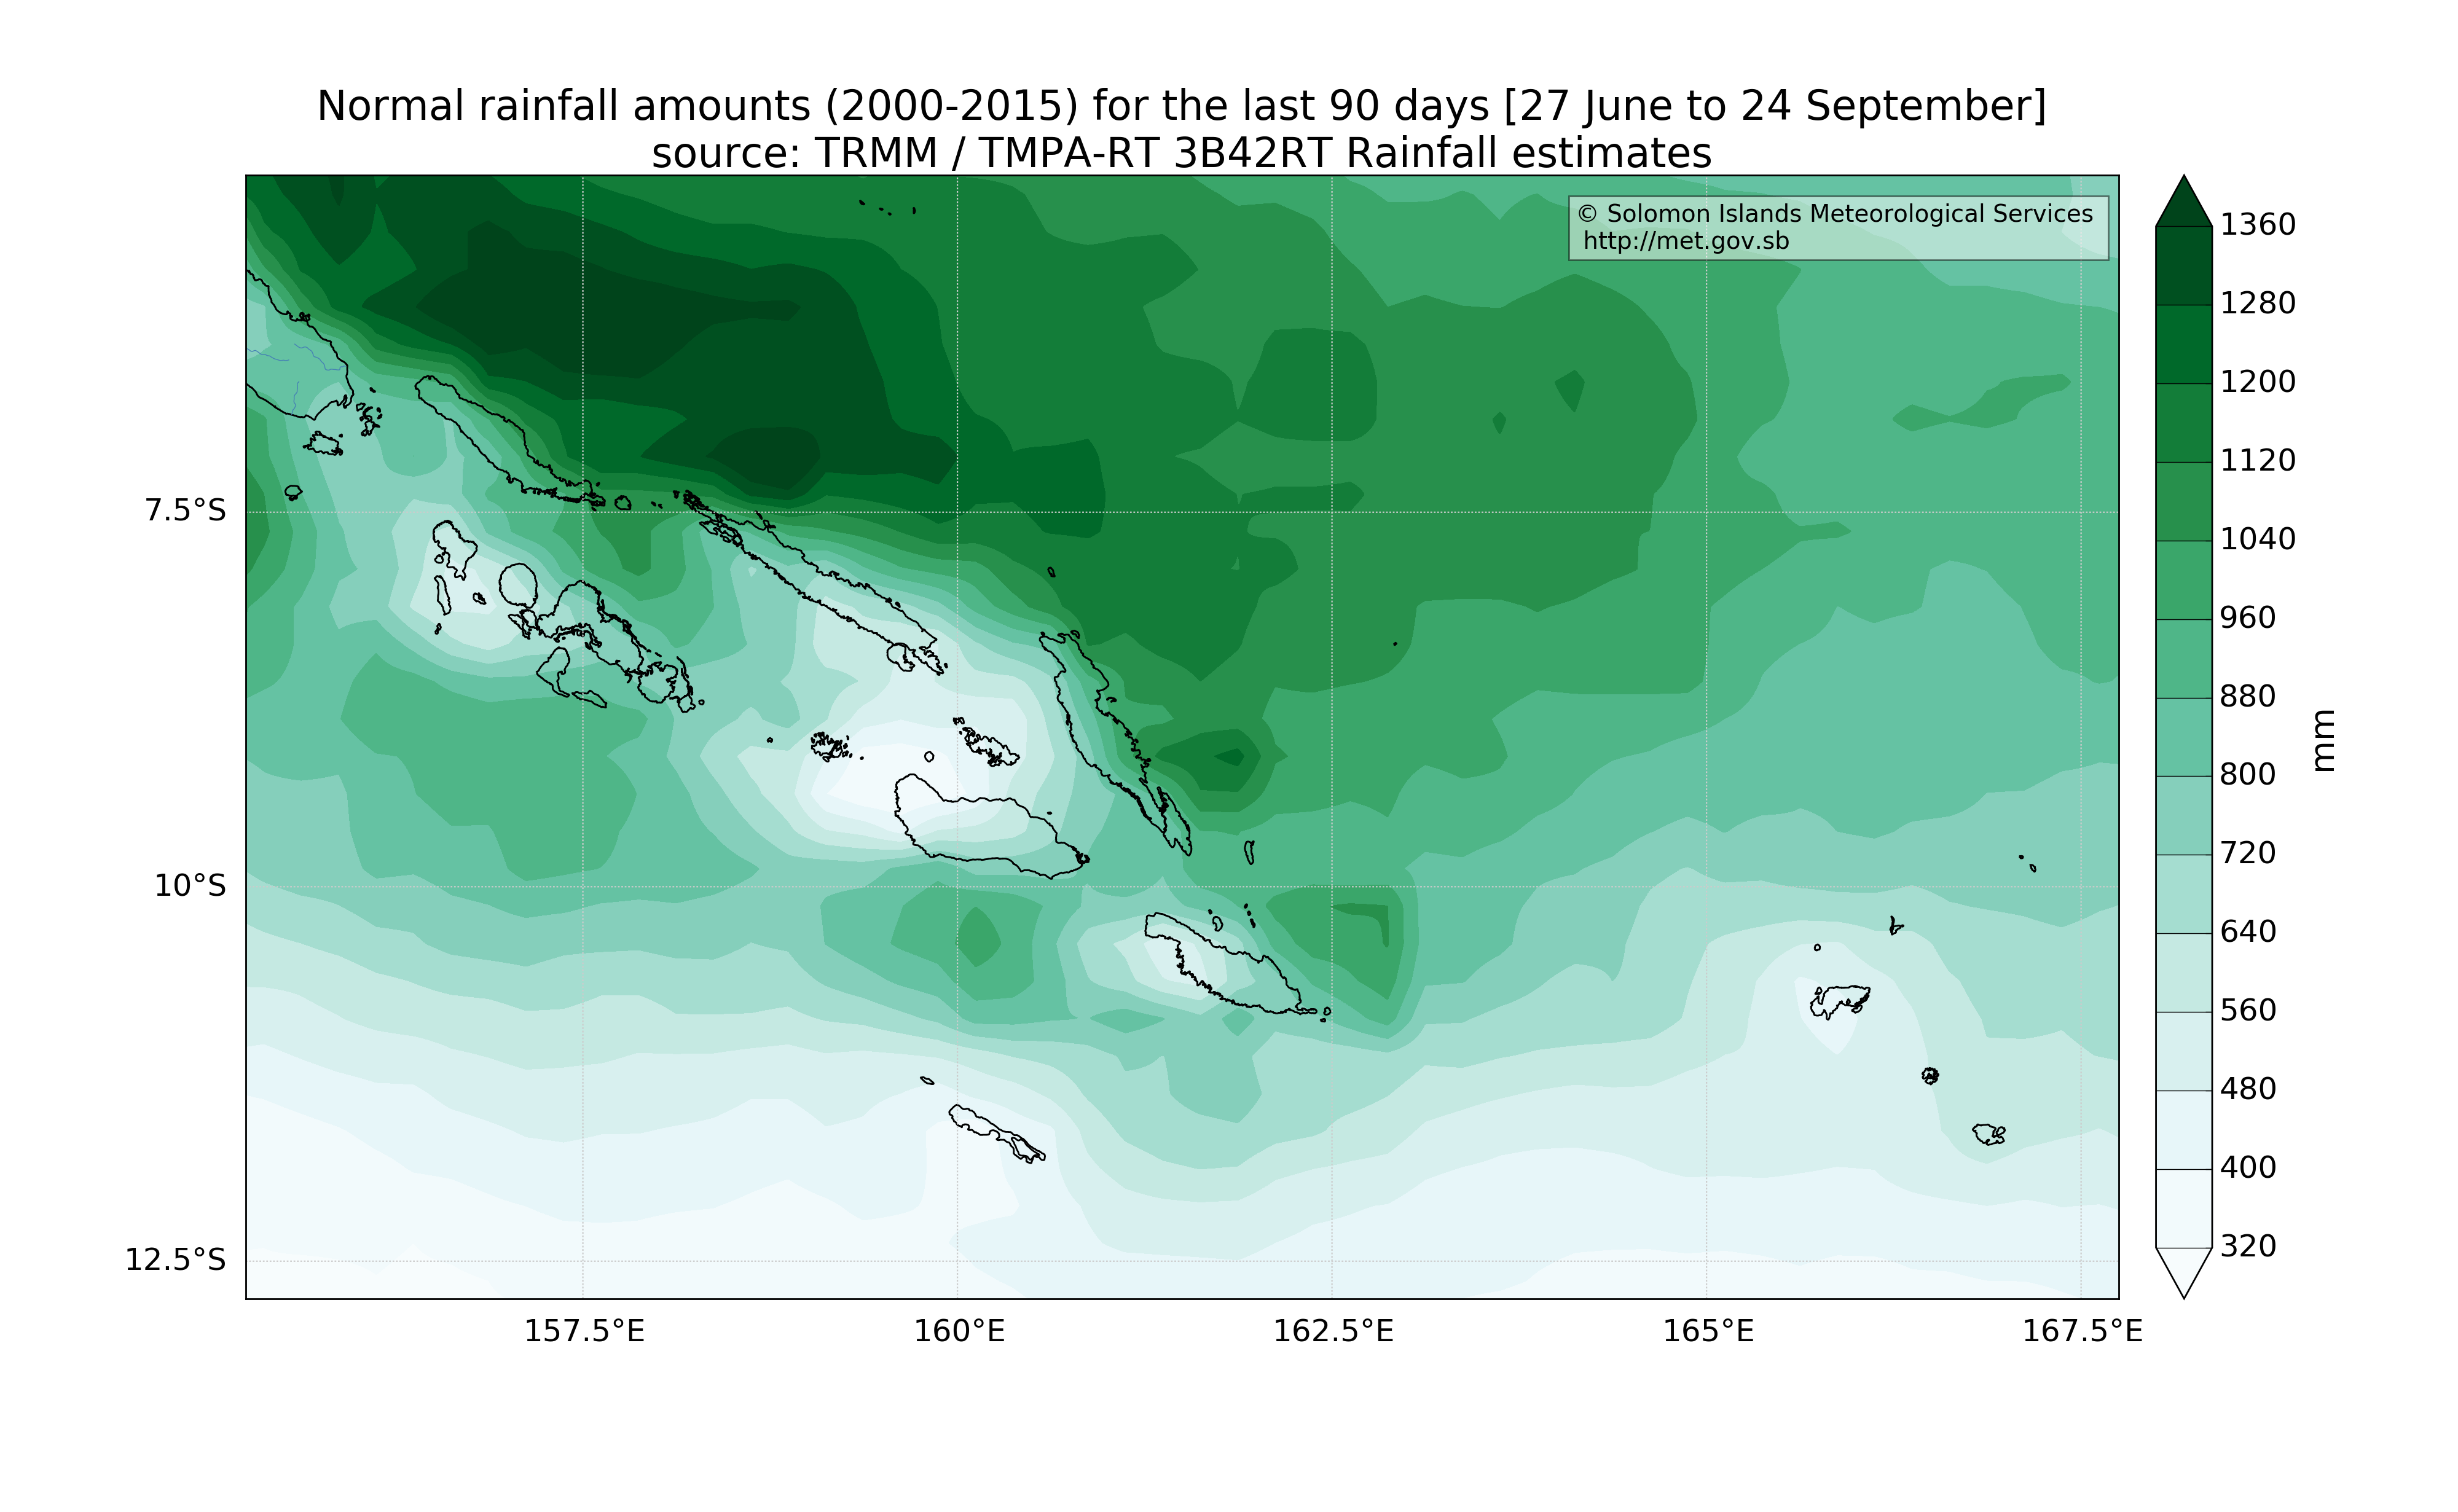 Normal rainfall amounts (2000-2015) for the last 90 days [27 June to 24 September]
source: TRMM / TMPA-RT 3B42RT Rainfall estimates
© Solomon Islands Meteorological Services
http://met.gov.sb
7.5°S
10°S
12.5°S
157.5°E
160°E
162.5°E
165°E
167.5°E
1360
1280
1200
1120
1040
960
880
800
720
640
560
480
400
320
mm